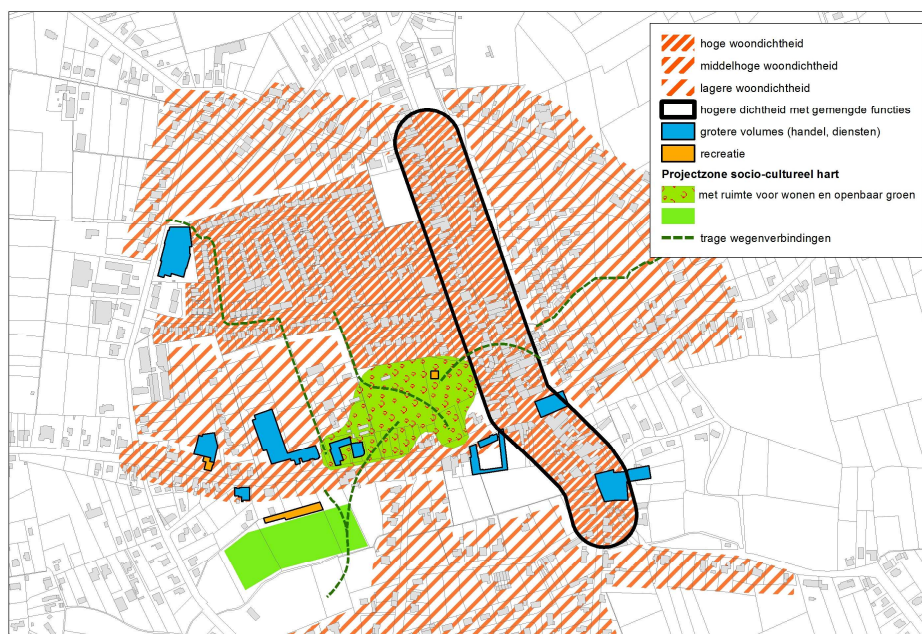 hoge woondichtheid
middelhoge woondichtheid
lagere woondichtheid
hogere dichtheid met gemengde functies
grotere volumes (handel, diensten)
recreatie
Projectzone socio-cultureel hart
met ruimte voor wonen en openbaar groen
trage wegenverbindingen